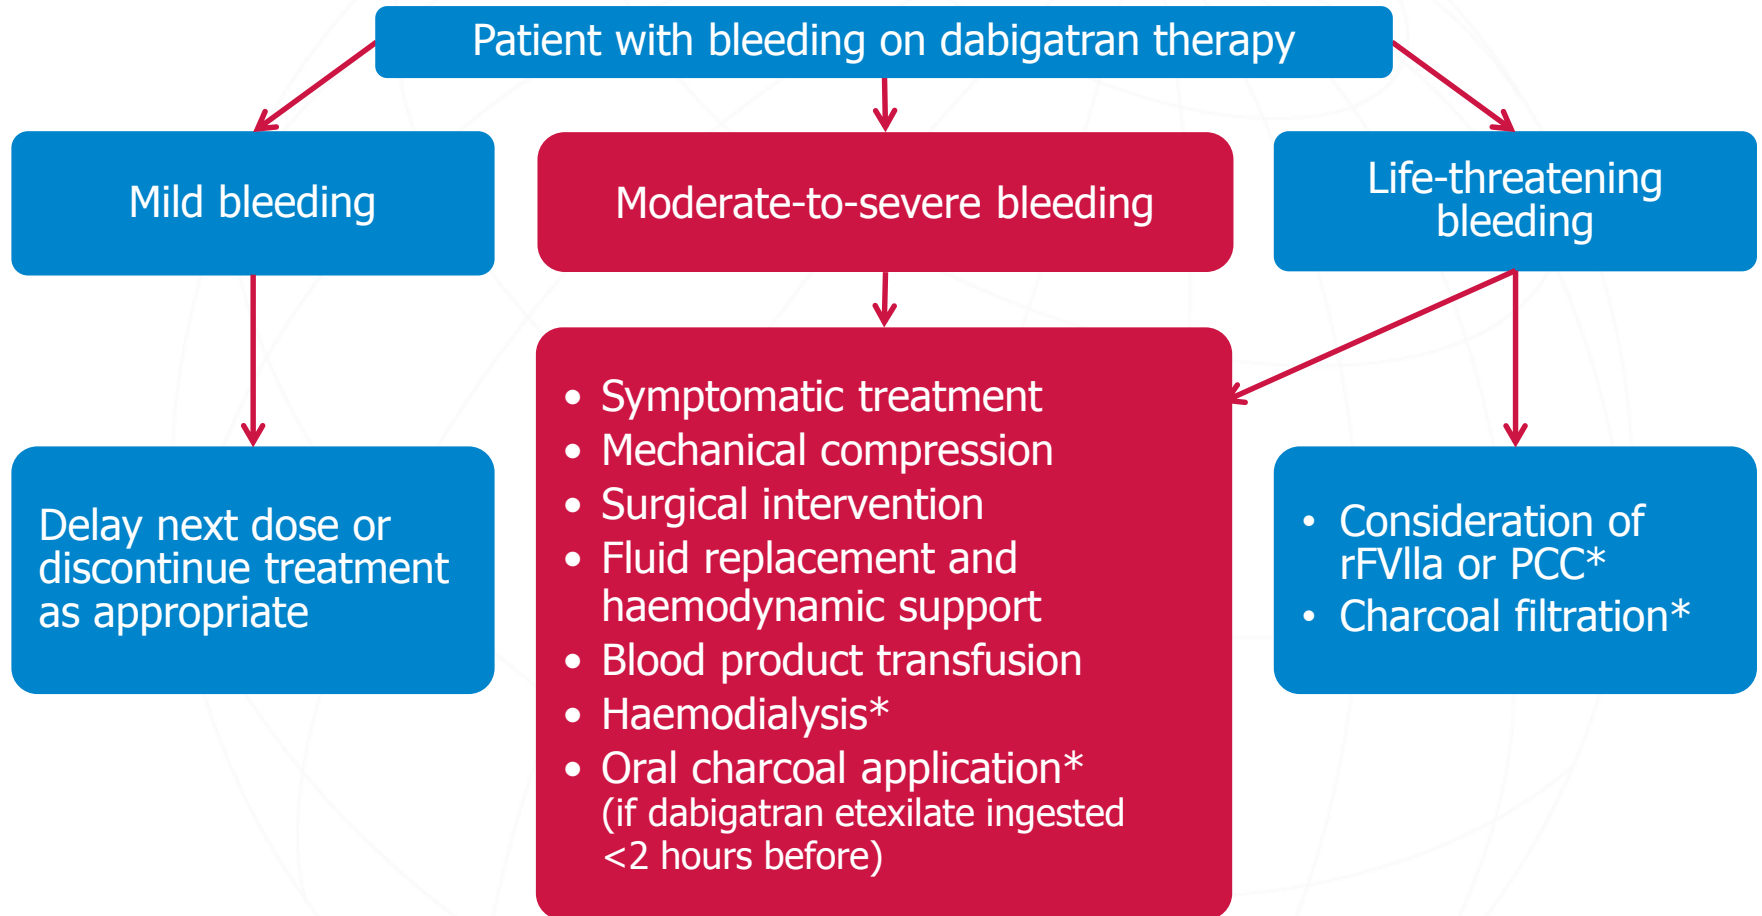 Patient with bleeding on dabigatran therapy
Mild bleeding
Moderate-to-severe bleeding
Life-threatening
bleeding
Delay next dose or
discontinue treatment
as appropriate
• Symptomatic treatment
• Mechanical compression
• Surgical intervention
• Fluid replacement and
haemodynamic support
• Blood product transfusion
• Haemodialysis*
• Oral charcoal application*
(if dabigatran etexilate ingested
<2 hours before)
• Consideration of
rFVlla or PCC*
• Charcoal filtration*